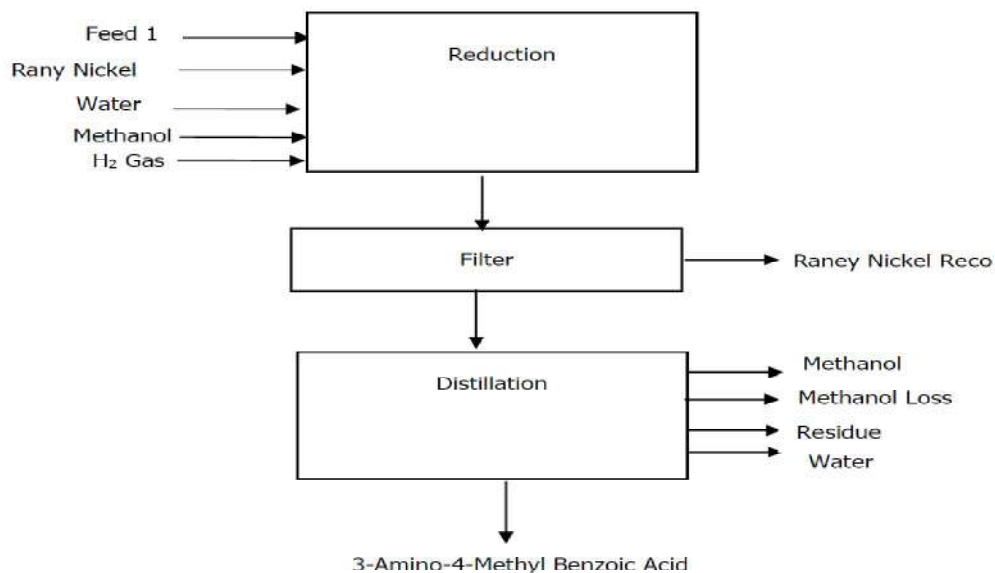 Feed 1
Reduction
Rany Nickel
Water
Methanol
H₂ Gas
Filter
Raney Nickel Reco
Distillation
Methanol
Methanol Loss
Residue
Water
3-Amino-4-Methyl Benzoic Acid